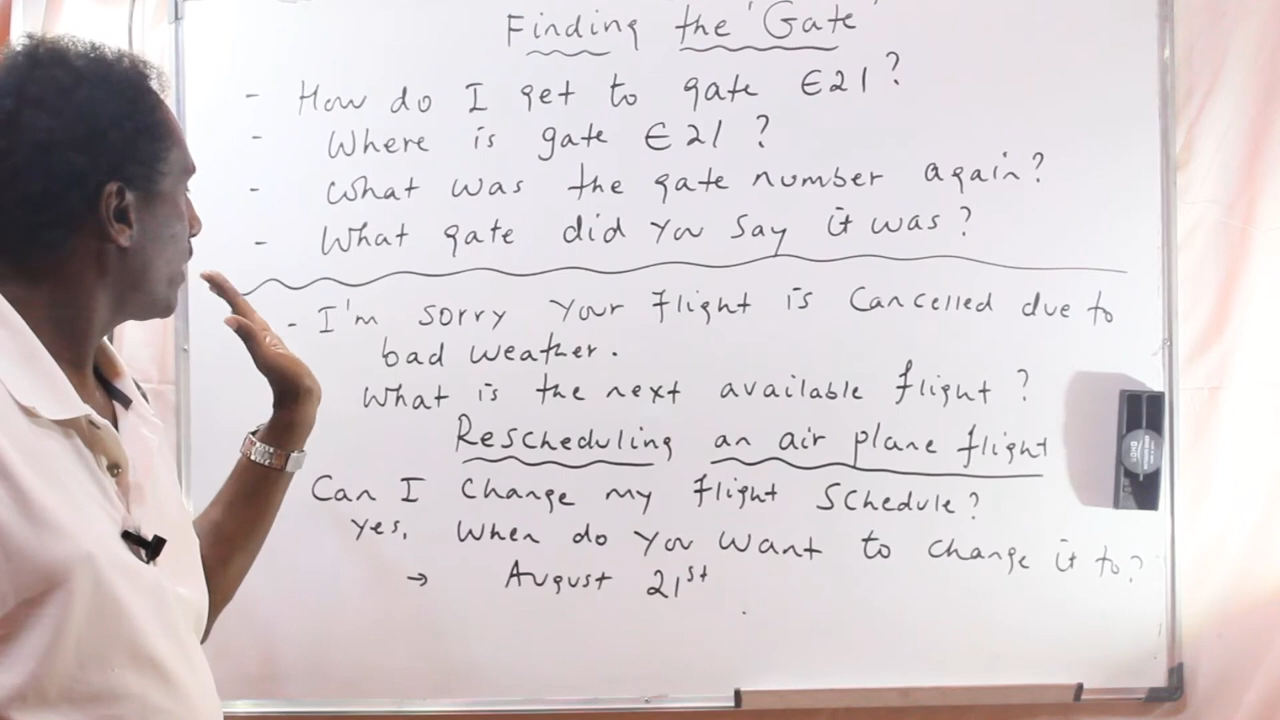 Finding the 'Gate'
- How do I get to gate E21?
- Where is gate E21?
- What was the gate number again?
- What gate did you say it was?
- I'm sorry your flight is cancelled due to
bad weather.
What is the next available flight?
Rescheduling an air plane flight
Can I change my flight schedule?
Yes. When do you want to change it to?
→ August 21st